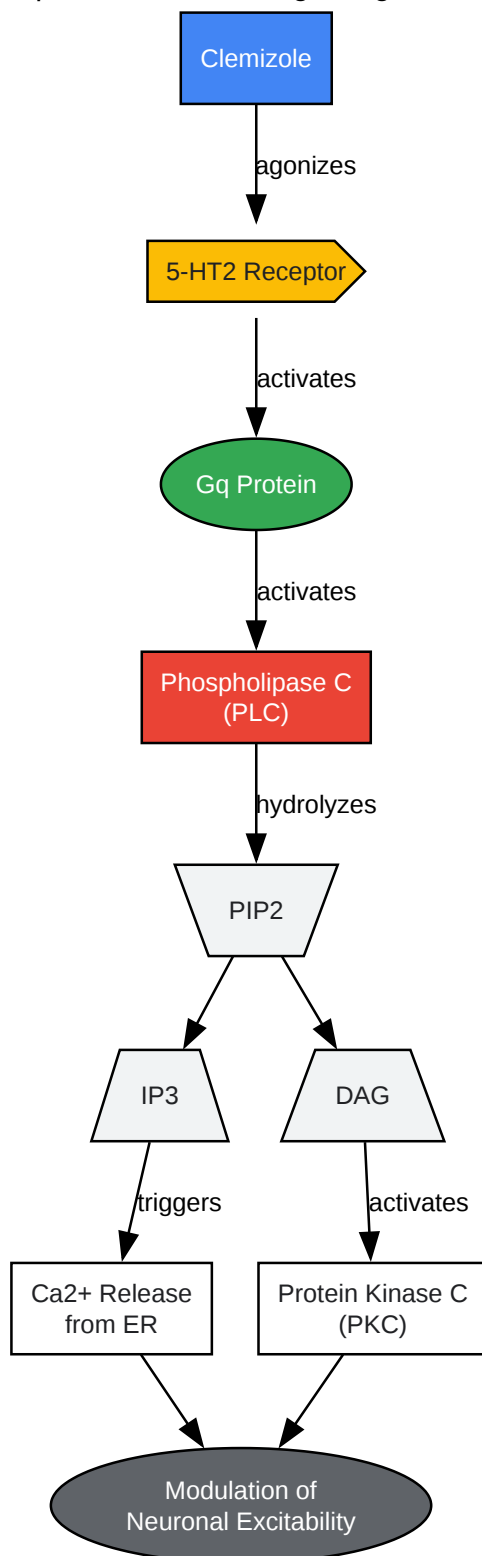 Clemizole
agonizes
5-HT2 Receptor
activates
Gq Protein
activates
Phospholipase C
(PLC)
hydrolyzes
PIP2
IP3
DAG
triggers
activates
Ca2+ Release
from ER
Protein Kinase C
(PKC)
Modulation of
Neuronal Excitability